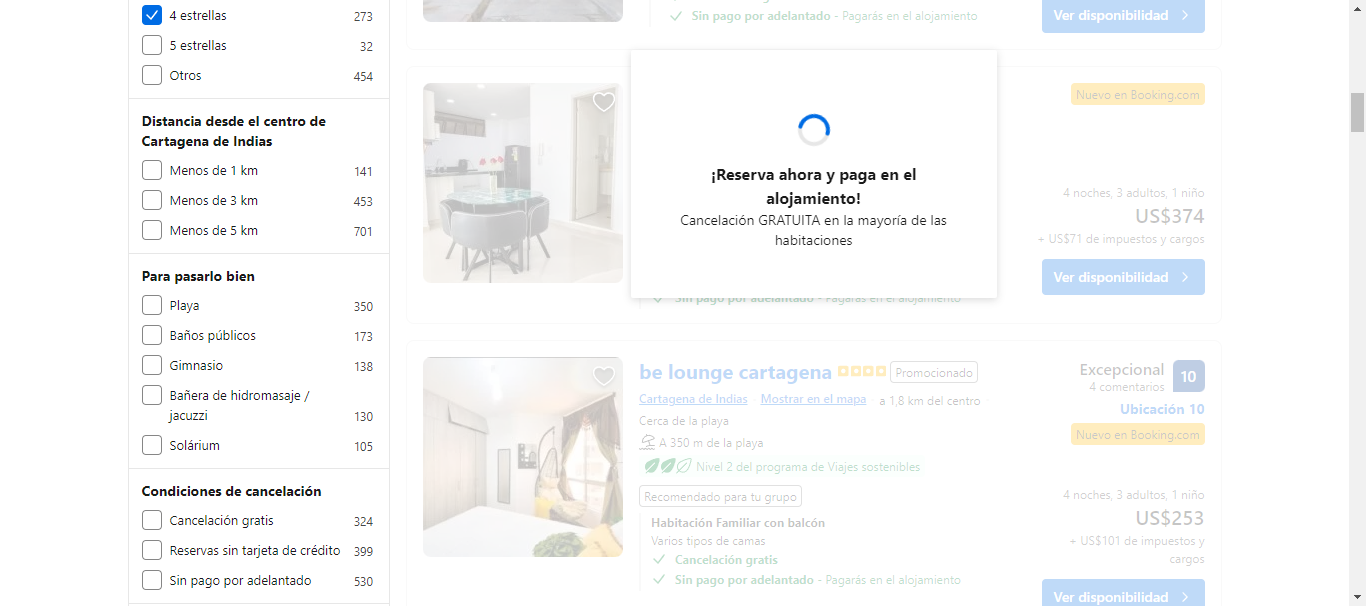 4 estrellas 273
5 estrellas 32
Otros 454
Distancia desde el centro de
Cartagena de Indias
Menos de 1 km 141
Menos de 3 km 453
Menos de 5 km 701
Para pasarlo bien
Playa 350
Baños públicos 173
Gimnasio 138
Bañera de hidromasaje /
jacuzzi 130
Solárium 105
Condiciones de cancelación
Cancelación gratis 324
Reservas sin tarjeta de crédito 399
Sin pago por adelantado 530
Sin pago por adelantado - Pagarás en el alojamiento
Ver disponibilidad
¡Reserva ahora y paga en el
alojamiento!
Cancelación GRATUITA en la mayoría de las
habitaciones
Nuevo en Booking.com
4 noches, 3 adultos, 1 niño
US$374
+ US$71 de impuestos y cargos
Ver disponibilidad
Sin pago por adelantado - Pagarás en el alojamiento
be lounge cartagena Promocionado
Cartagena de Indias Mostrar en el mapa a 1,8 km del centro
Cerca de la playa
A 350 m de la playa
Nivel 2 del programa de Viajes sostenibles
Recomendado para tu grupo
Habitación Familiar con balcón
Varios tipos de camas
Cancelación gratis
Sin pago por adelantado - Pagarás en el alojamiento
Excepcional 10
4 comentarios
Ubicación 10
Nuevo en Booking.com
4 noches, 3 adultos, 1 niño
US$253
+ US$101 de impuestos y
cargos
Ver disponibilidad